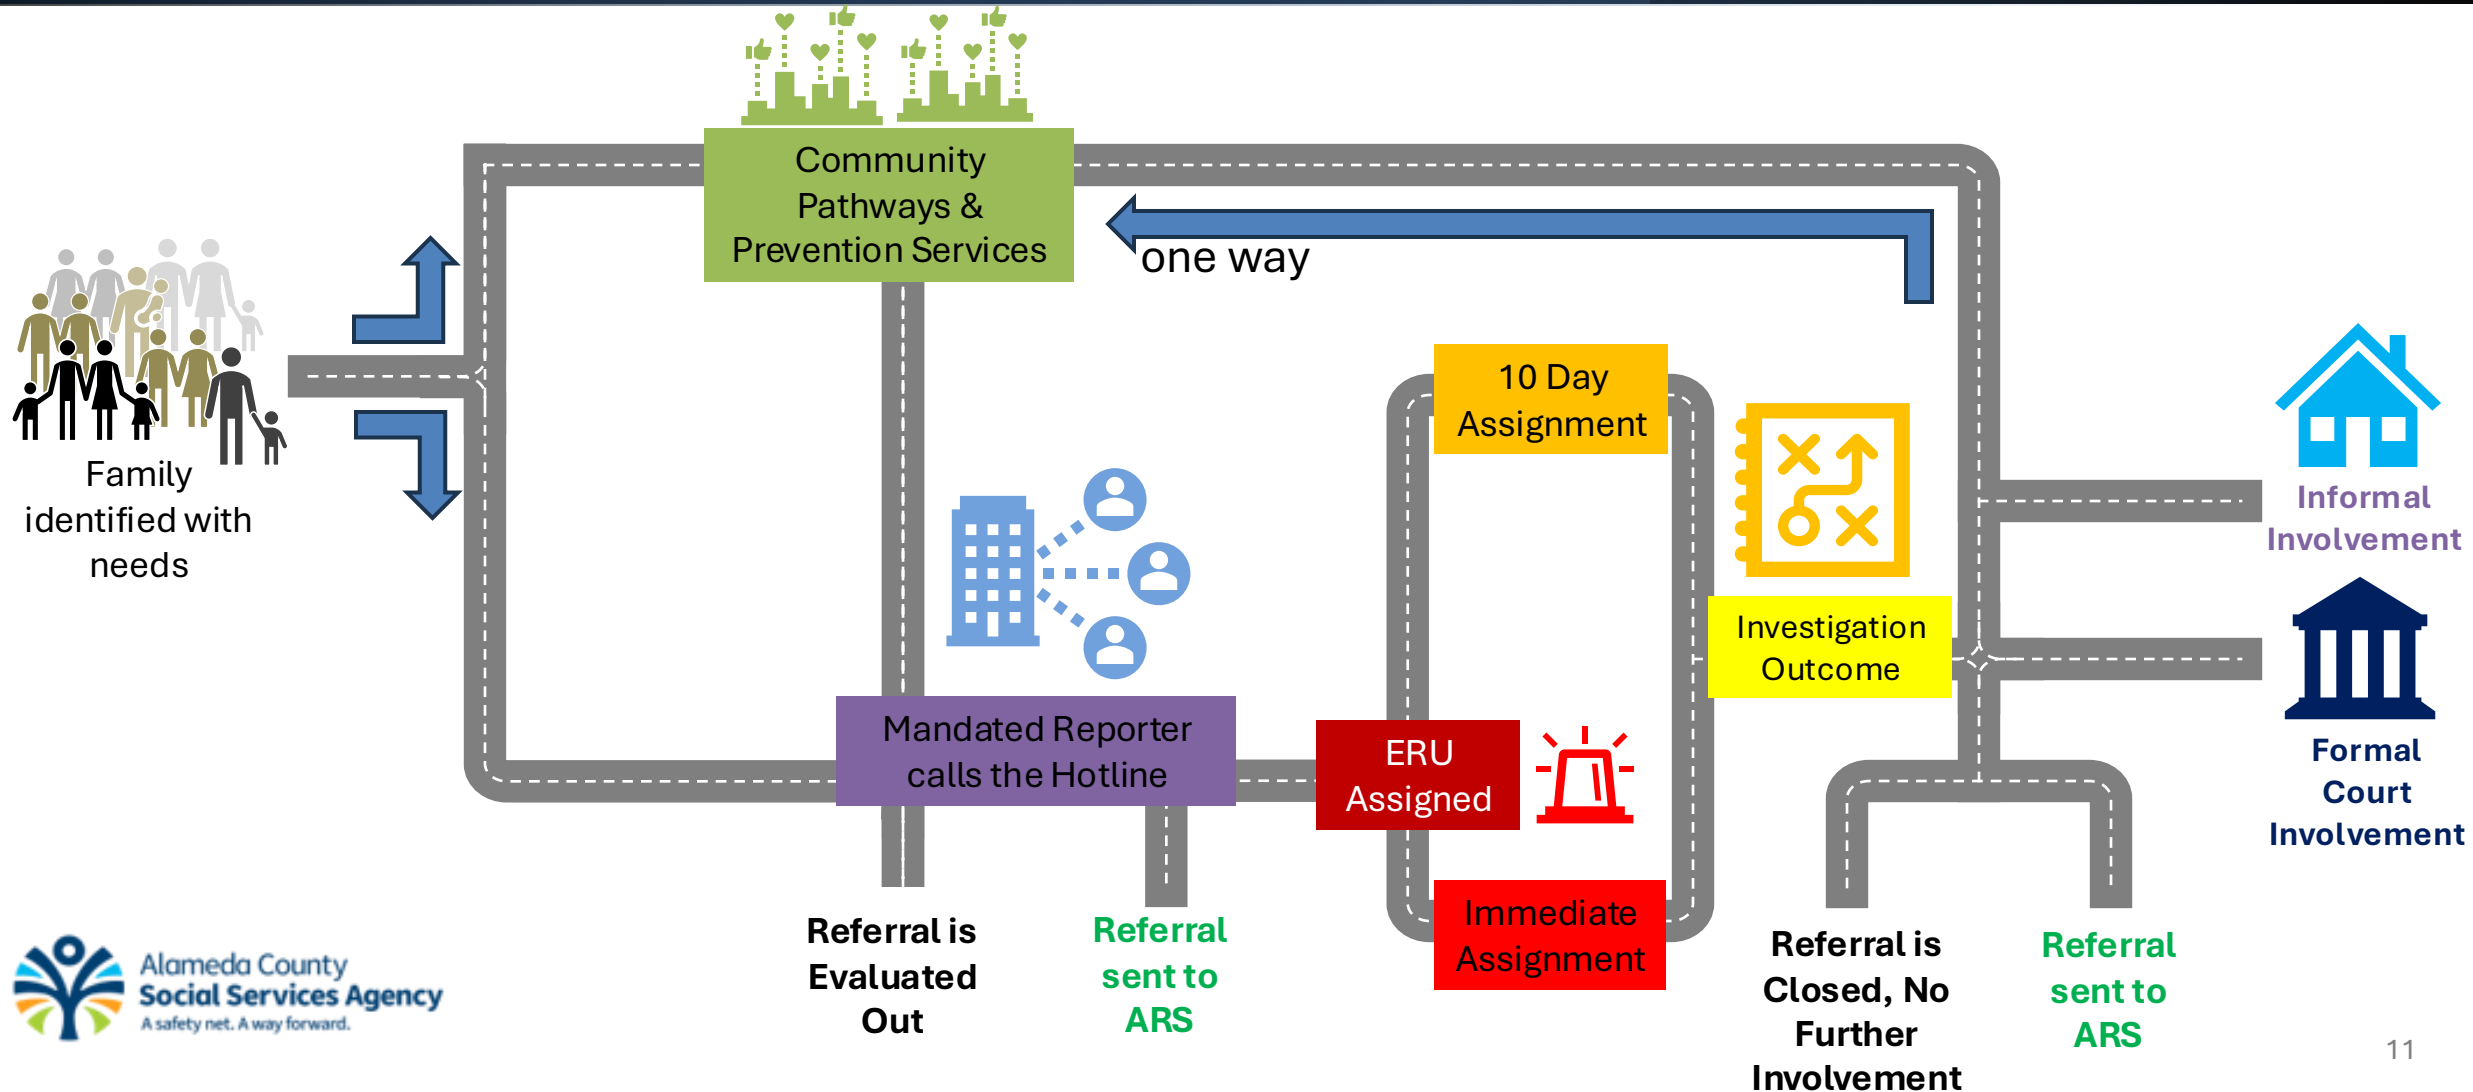 Community
Pathways &
Prevention Services
one way
Family
identified with
needs
10 Day
Assignment
Informal
Involvement
Investigation
Outcome
Mandated Reporter
calls the Hotline
ERU
Assigned
Formal
Court
Involvement
Immediate
Assignment
Referral is
Evaluated
Out
Referral
sent to
ARS
Referral is
Closed, No
Further
Involvement
Referral
sent to
ARS
Alameda County
Social Services Agency
A safety net. A way forward.
11